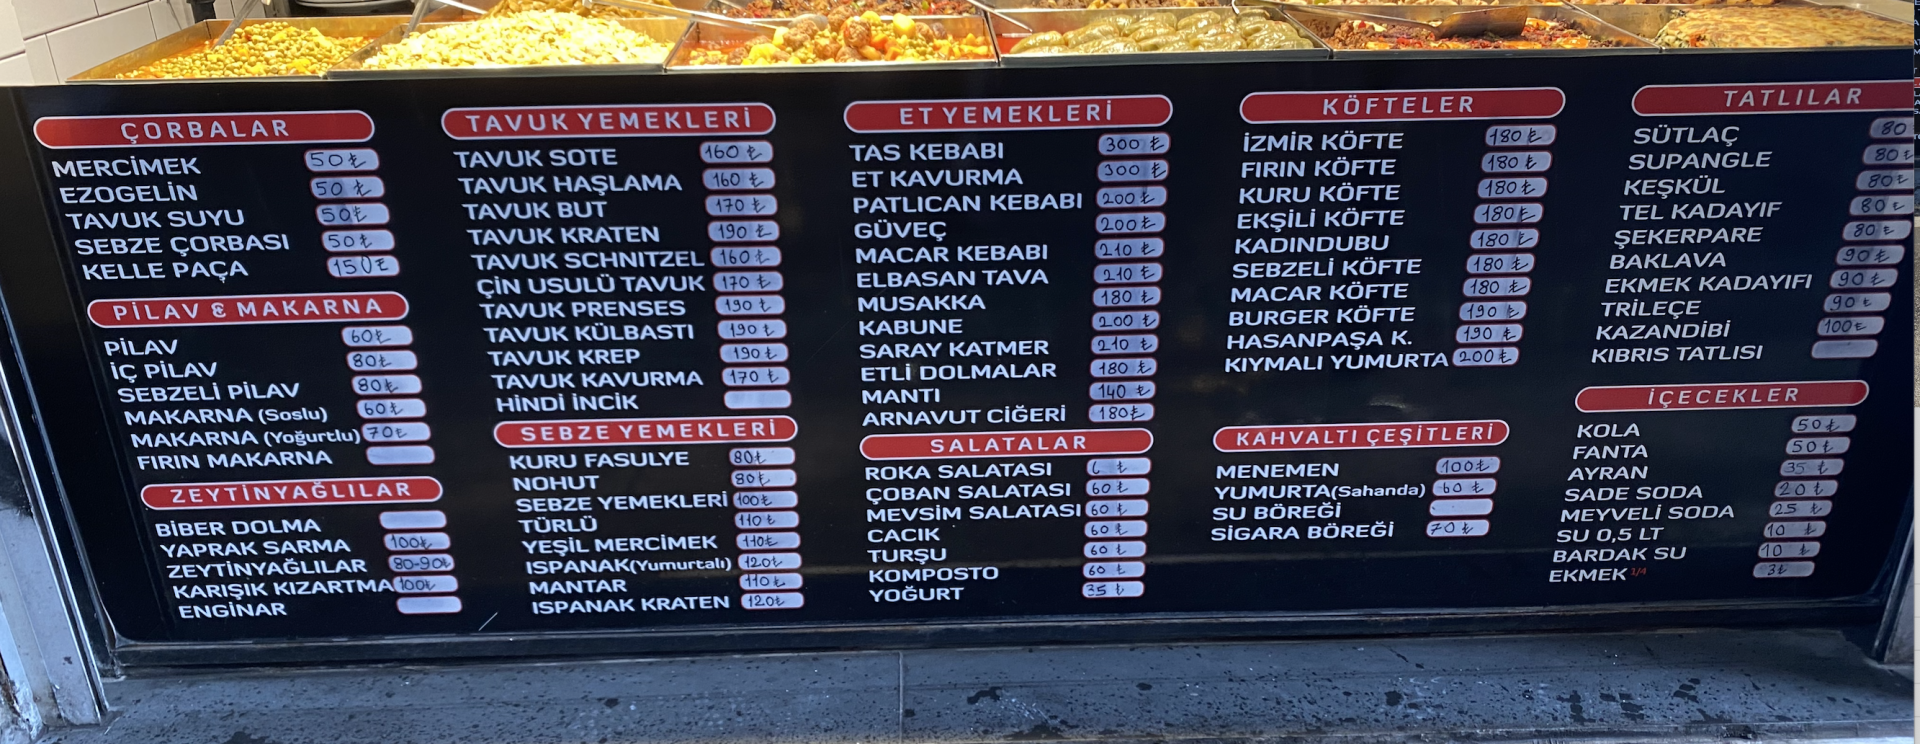 ÇORBALAR
MERCİMEK 50₺
EZOGELİN 50₺
TAVUK SUYU 50₺
SEBZE ÇORBASI 50₺
KELLE PAÇA 150₺
PİLAV & MAKARNA
PİLAV 60₺
İÇ PİLAV 80₺
SEBZELİ PİLAV 80₺
MAKARNA (Soslu) 60₺
MAKARNA (Yoğurtlu) 70₺
FIRIN MAKARNA
ZEYTİNYAĞLILAR
BİBER DOLMA
YAPRAK SARMA 100₺
ZEYTİNYAĞLILAR 80-90₺
KARIŞIK KIZARTMA 100₺
ENGİNAR
TAVUK YEMEKLERİ
TAVUK SOTE 160₺
TAVUK HAŞLAMA 160₺
TAVUK BUT 170₺
TAVUK KRATEN 190₺
TAVUK SCHNITZEL 160₺
ÇİN USULÜ TAVUK 170₺
TAVUK PRENSES 190₺
TAVUK KÜLBASTI 190₺
TAVUK KREP 190₺
TAVUK KAVURMA 170₺
HİNDİ İNCİK
SEBZE YEMEKLERİ
KURU FASULYE 80₺
NOHUT 80₺
SEBZE YEMEKLERİ 100₺
TÜRLÜ 110₺
YEŞİL MERCİMEK 110₺
ISPANAK(Yumurtalı) 120₺
MANTAR 110₺
ISPANAK KRATEN 120₺
ET YEMEKLERİ
TAS KEBABI 300₺
ET KAVURMA 300₺
PATLICAN KEBABI 200₺
GÜVEÇ 200₺
MACAR KEBABI 210₺
ELBASAN TAVA 210₺
MUSAKKA 180₺
KABUNE 200₺
SARAY KATMER 210₺
ETLİ DOLMALAR 180₺
MANTI 140₺
ARNAVUT CİĞERİ 180₺
SALATALAR
ROKA SALATASI
ÇOBAN SALATASI 60₺
MEVSİM SALATASI 60₺
CACIK 60₺
TURŞU 60₺
KOMPOSTO 60₺
YOĞURT 35₺
KÖFTELER
İZMİR KÖFTE 180₺
FIRIN KÖFTE 180₺
KURU KÖFTE 180₺
EKŞİLİ KÖFTE 180₺
KADINDUBU 180₺
SEBZELİ KÖFTE 180₺
MACAR KÖFTE 180₺
BURGER KÖFTE 190₺
HASANPAŞA K. 190₺
KIYMALI YUMURTA 200₺
KAHVALTI ÇEŞİTLERİ
MENEMEN 100₺
YUMURTA(Sahanda) 60₺
SU BÖREĞİ
SİGARA BÖREĞİ 70₺
TATLILAR
SÜTLAÇ 80
SUPANGLE 80₺
KEŞKÜL 80₺
TEL KADAYIF 80₺
ŞEKERPARE 80₺
BAKLAVA 90₺
EKMEK KADAYIFI 90₺
TRİLEÇE 90₺
KAZANDİBİ 100₺
KIBRIS TATLISI
İÇECEKLER
KOLA 50₺
FANTA 50₺
AYRAN 35₺
SADE SODA 20₺
MEYVELİ SODA 25₺
SU 0,5 LT 10₺
BARDAK SU 10₺
EKMEK 1/4 3₺